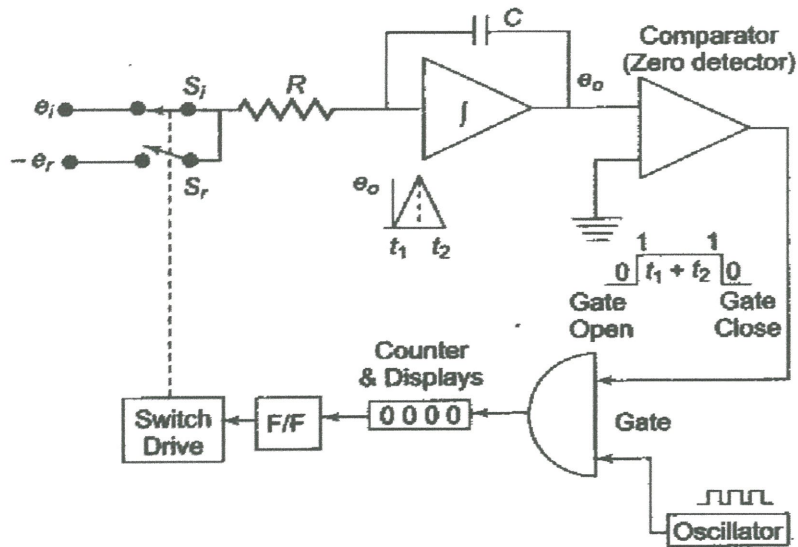 C
Comparator
(Zero detector)
e_i
S_i
R
∫
e_o
− e_r
S_r
e_o
t_1 t_2
1 1
0 t_1 + t_2 0
Gate Open
Gate Close
Counter
& Displays
Switch
Drive
F/F
0 0 0 0
Gate
Oscillator